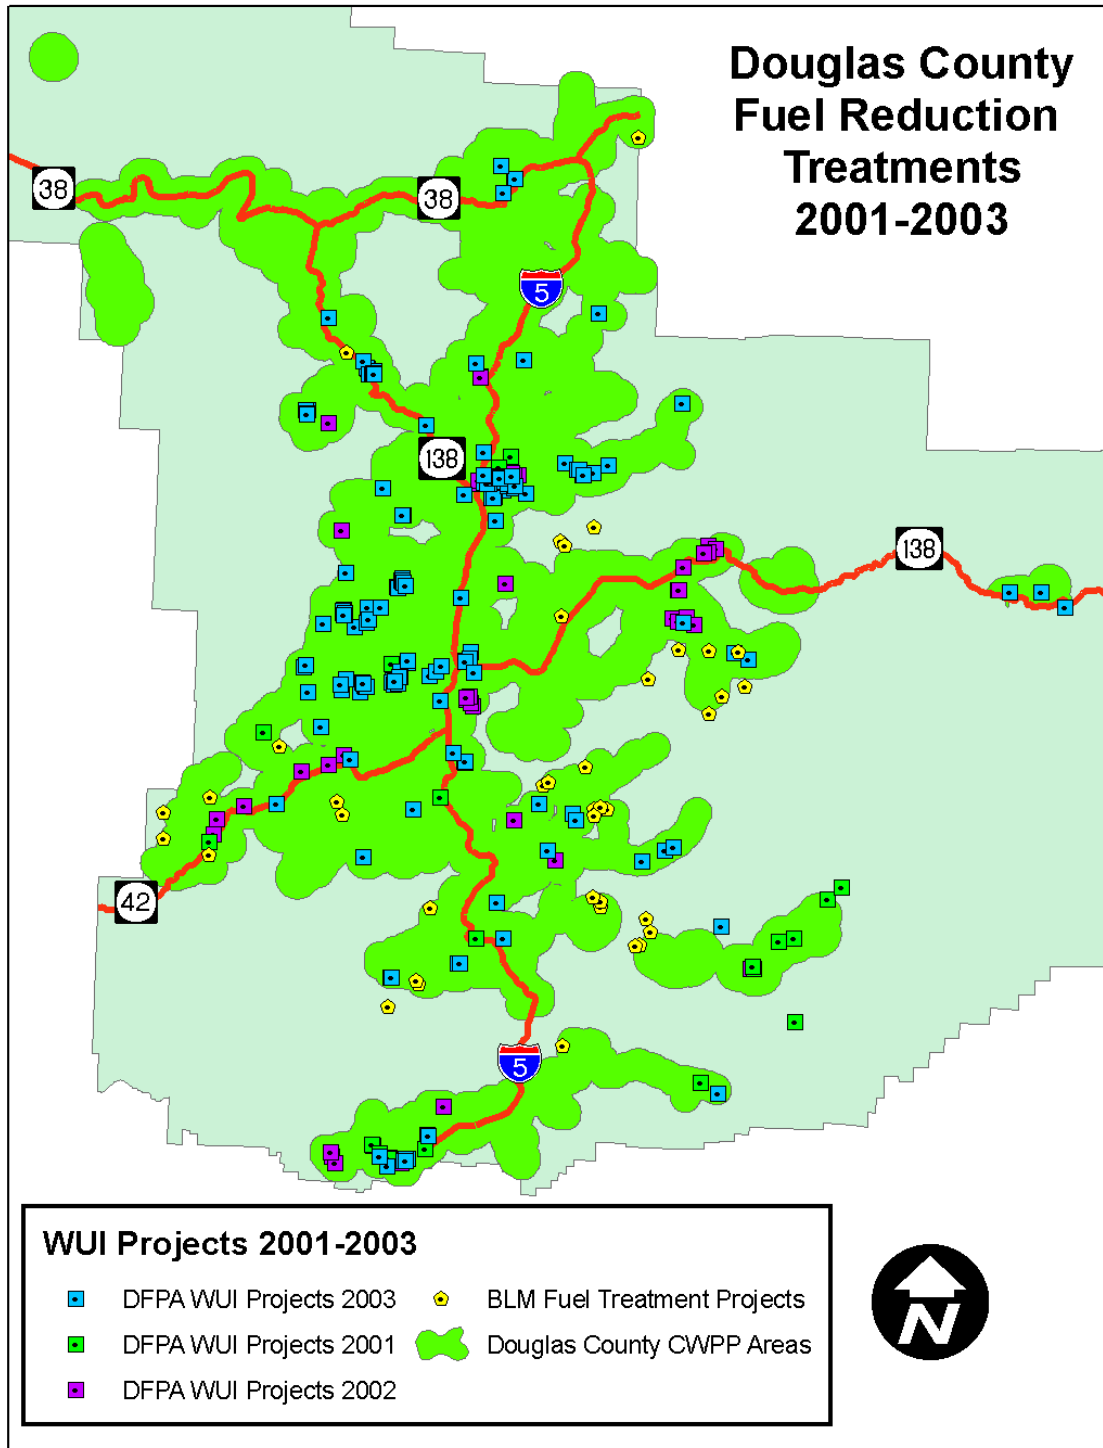 Douglas County
Fuel Reduction
Treatments
2001-2003
38
38
5
138
138
42
5
WUI Projects 2001-2003
DFPA WUI Projects 2003
BLM Fuel Treatment Projects
DFPA WUI Projects 2001
Douglas County CWPP Areas
DFPA WUI Projects 2002
N